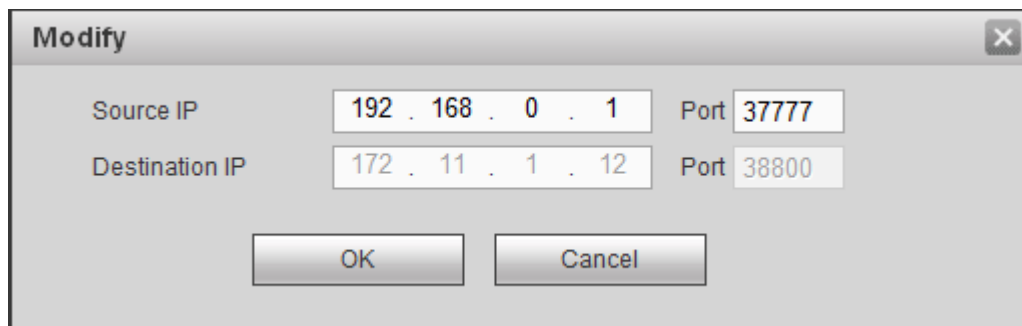 Modify
Source IP 192 . 168 . 0 . 1 Port 37777
Destination IP 172 . 11 . 1 . 12 Port 38800
OK Cancel